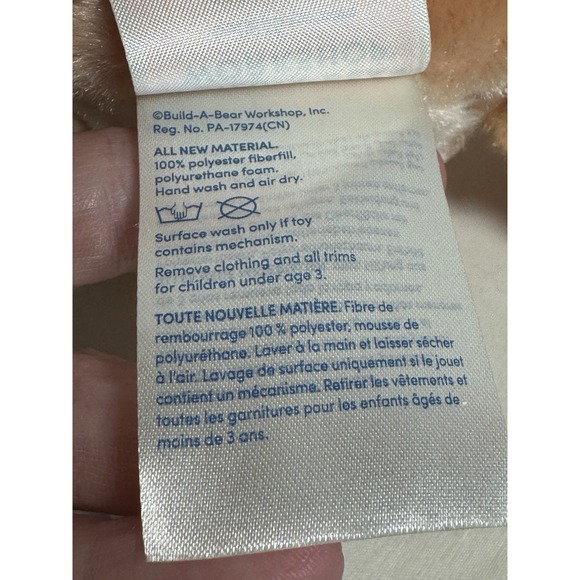 ©Build-A-Bear Workshop, Inc.
Reg. No. PA-17974(CN)
ALL NEW MATERIAL.
100% polyester fiberfill,
polyurethane foam.
Hand wash and air dry.
Surface wash only if toy
contains mechanism.
Remove clothing and all trims
for children under age 3.
TOUTE NOUVELLE MATIÈRE. Fibre de
rembourrage 100 % polyester, mousse de
polyuréthane. Laver à la main et laisser sécher
à l'air. Lavage de surface uniquement si le jouet
contient un mécanisme. Retirer les vêtements et
toutes les garnitures pour les enfants âgés de
moins de 3 ans.